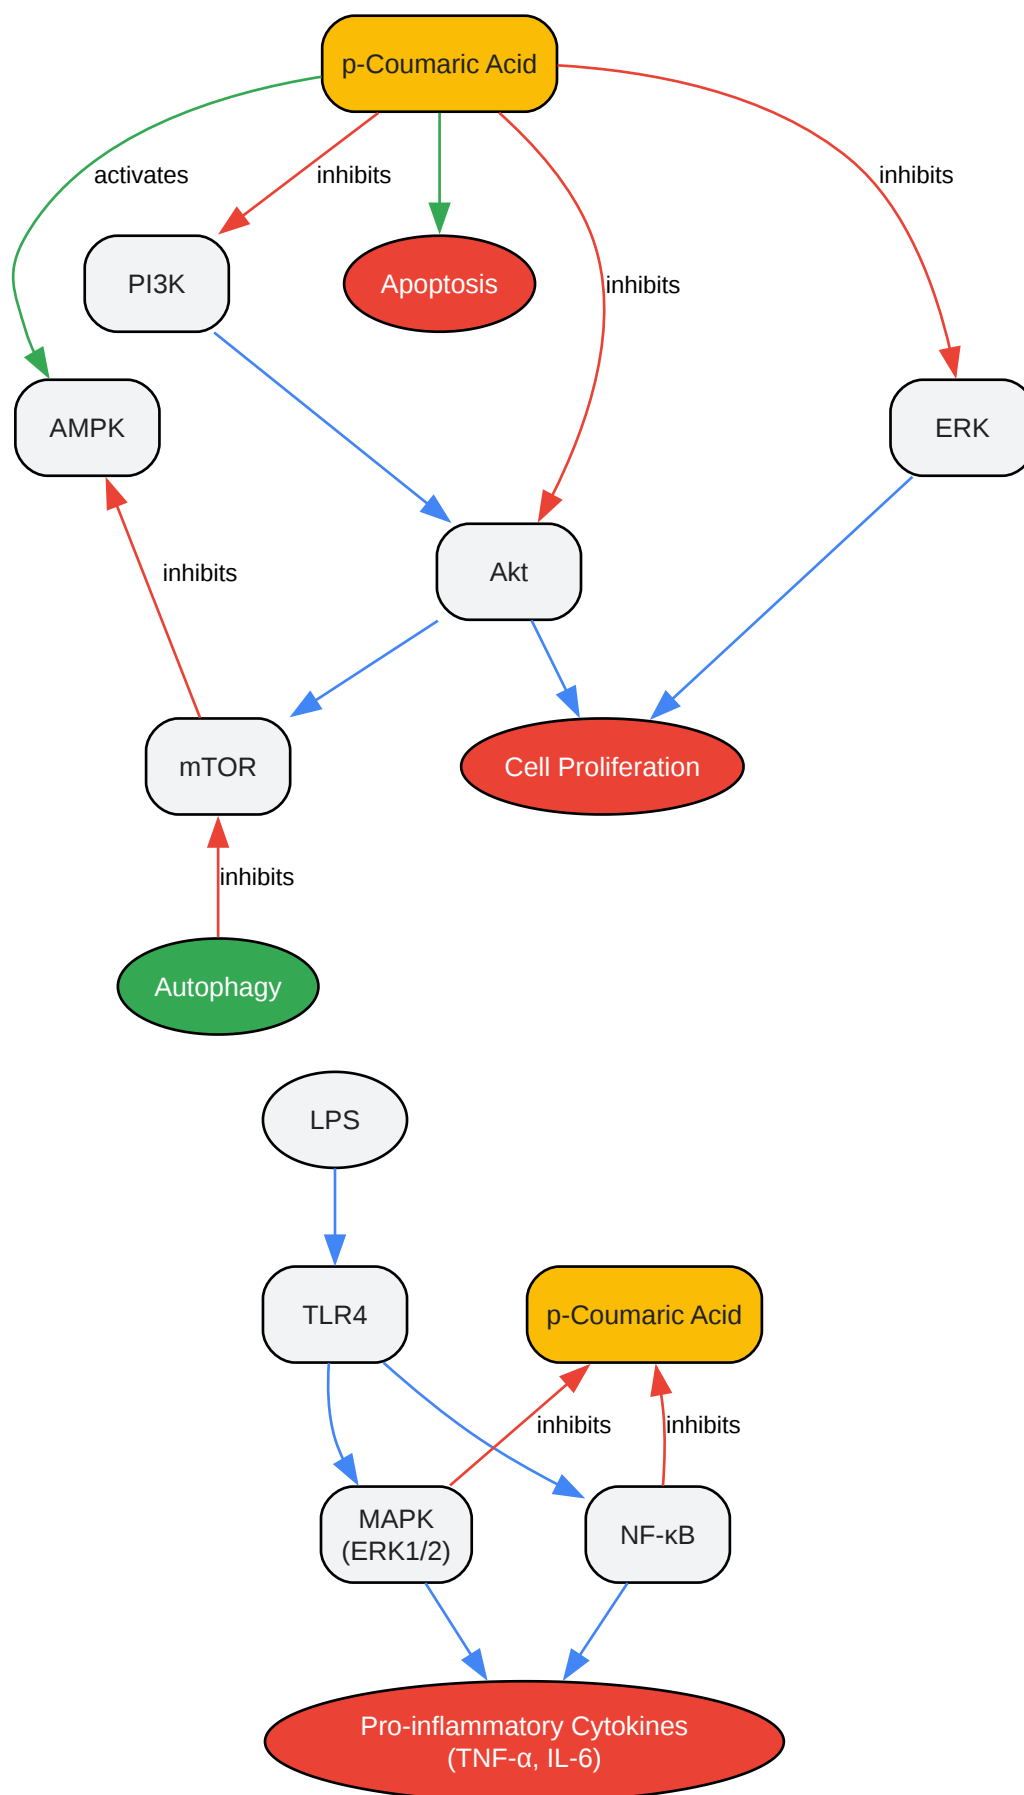 p-Coumaric Acid
activates
inhibits
inhibits
PI3K
Apoptosis
inhibits
AMPK
ERK
inhibits
Akt
mTOR
Cell Proliferation
inhibits
Autophagy
LPS
TLR4
p-Coumaric Acid
inhibits
inhibits
MAPK
(ERK1/2)
NF-κB
Pro-inflammatory Cytokines
(TNF-α, IL-6)